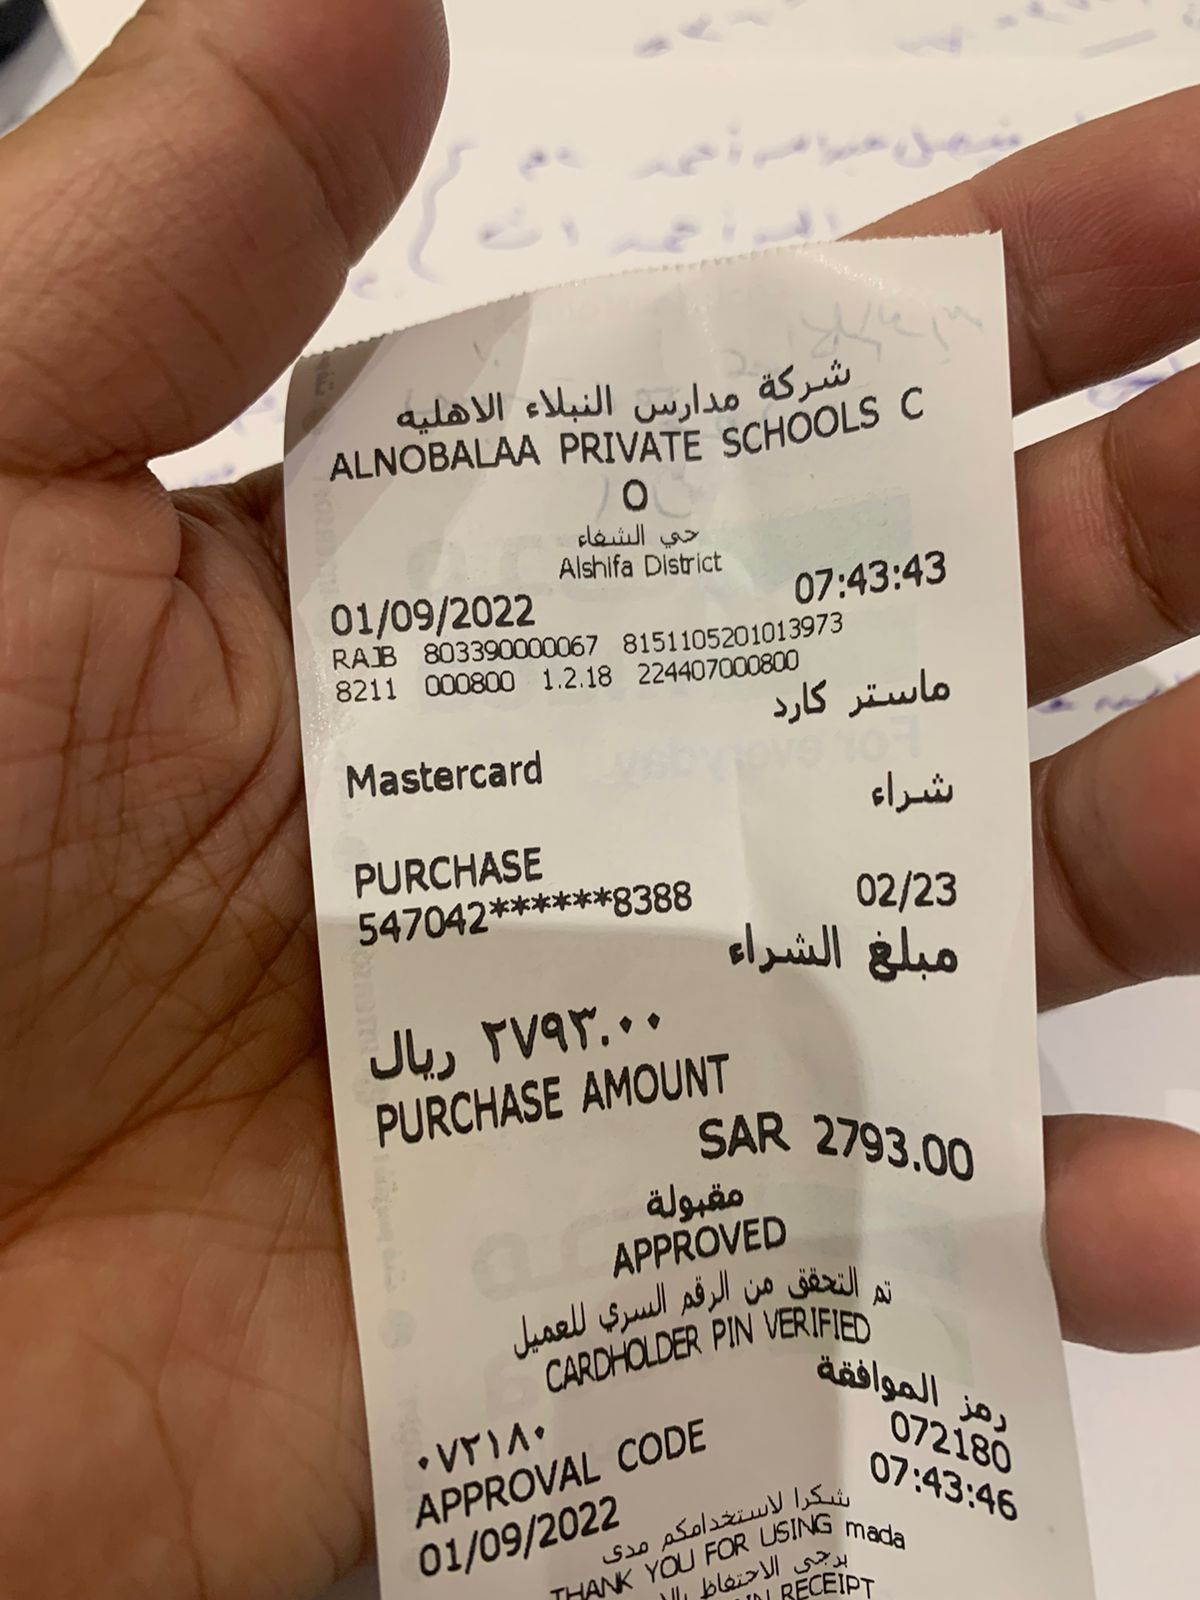 شركة مدارس النبلاء الاهليه
ALNOBALAA PRIVATE SCHOOLS C
O
حي الشفاء
Alshifa District
01/09/2022 07:43:43
RAJB 803390000067 8151105201013973
8211 000800 1.2.18 224407000800
ماستر كارد
Mastercard
شراء
PURCHASE
547042******8388 02/23
مبلغ الشراء
٢٧٩٣.٠٠ ريال
PURCHASE AMOUNT
SAR 2793.00
مقبولة
APPROVED
تم التحقق من الرقم السري للعميل
CARDHOLDER PIN VERIFIED
رمز الموافقة
٠٧٢١٨٠ 072180
APPROVAL CODE
01/09/2022 07:43:46
شكرا لاستخدامكم مدى
THANK YOU FOR USING mada
يرجى الاحتفاظ
RECEIPT